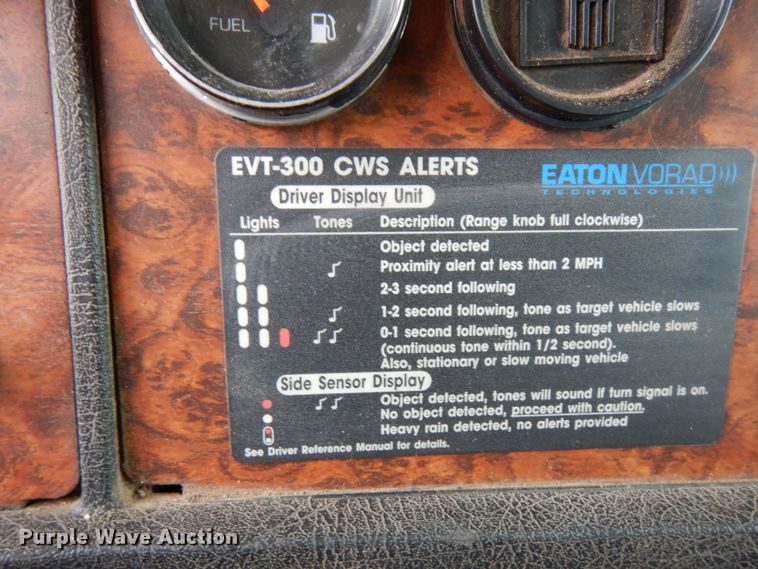 FUEL
EVT-300 CWS ALERTS
EATON VORAD
TECHNOLOGIES
Driver Display Unit
Lights Tones Description (Range knob full clockwise)
Object detected
Proximity alert at less than 2 MPH
2-3 second following
1-2 second following, tone as target vehicle slows
0-1 second following, tone as target vehicle slows
(continuous tone within 1/2 second).
Also, stationary or slow moving vehicle
Side Sensor Display
Object detected, tones will sound if turn signal is on.
No object detected, proceed with caution.
Heavy rain detected, no alerts provided
See Driver Reference Manual for details.
Purple Wave Auction